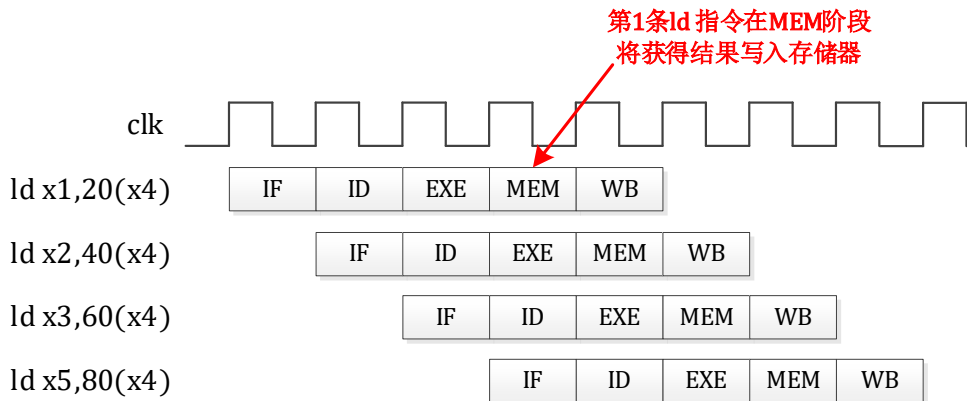 第1条ld 指令在MEM阶段
将获得结果写入存储器
clk
ld x1,20(x4) IF ID EXE MEM WB
ld x2,40(x4) IF ID EXE MEM WB
ld x3,60(x4) IF ID EXE MEM WB
ld x5,80(x4) IF ID EXE MEM WB